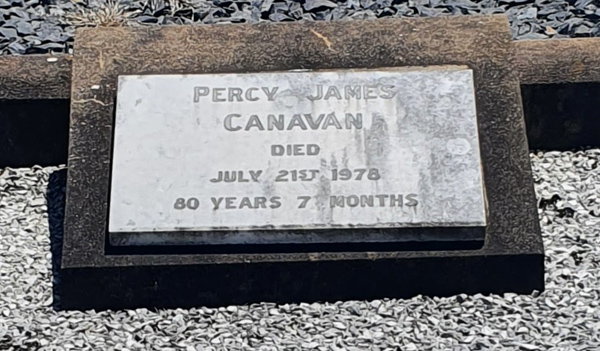 PERCY JAMES
CANAVAN
DIED
JULY 21ST 1978
80 YEARS 7 MONTHS